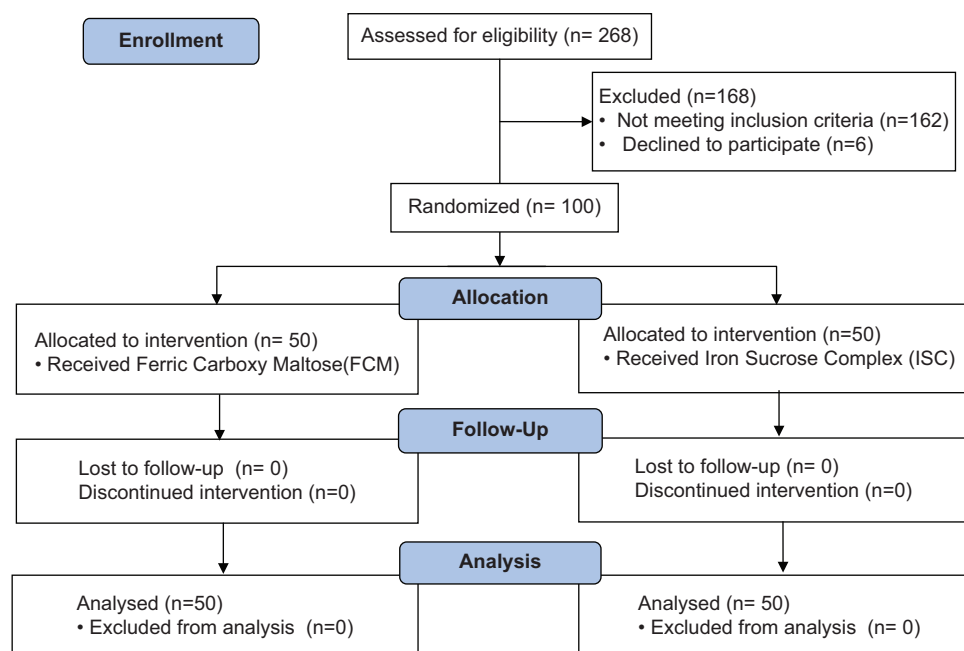 Enrollment
Assessed for eligibility (n= 268)
Excluded (n=168)
• Not meeting inclusion criteria (n=162)
• Declined to participate (n=6)
Randomized (n= 100)
Allocation
Allocated to intervention (n= 50)
• Received Ferric Carboxy Maltose(FCM)
Allocated to intervention (n=50)
• Received Iron Sucrose Complex (ISC)
Follow-Up
Lost to follow-up (n= 0)
Discontinued intervention (n=0)
Lost to follow-up (n= 0)
Discontinued intervention (n=0)
Analysis
Analysed (n=50)
• Excluded from analysis (n=0)
Analysed (n= 50)
• Excluded from analysis (n= 0)